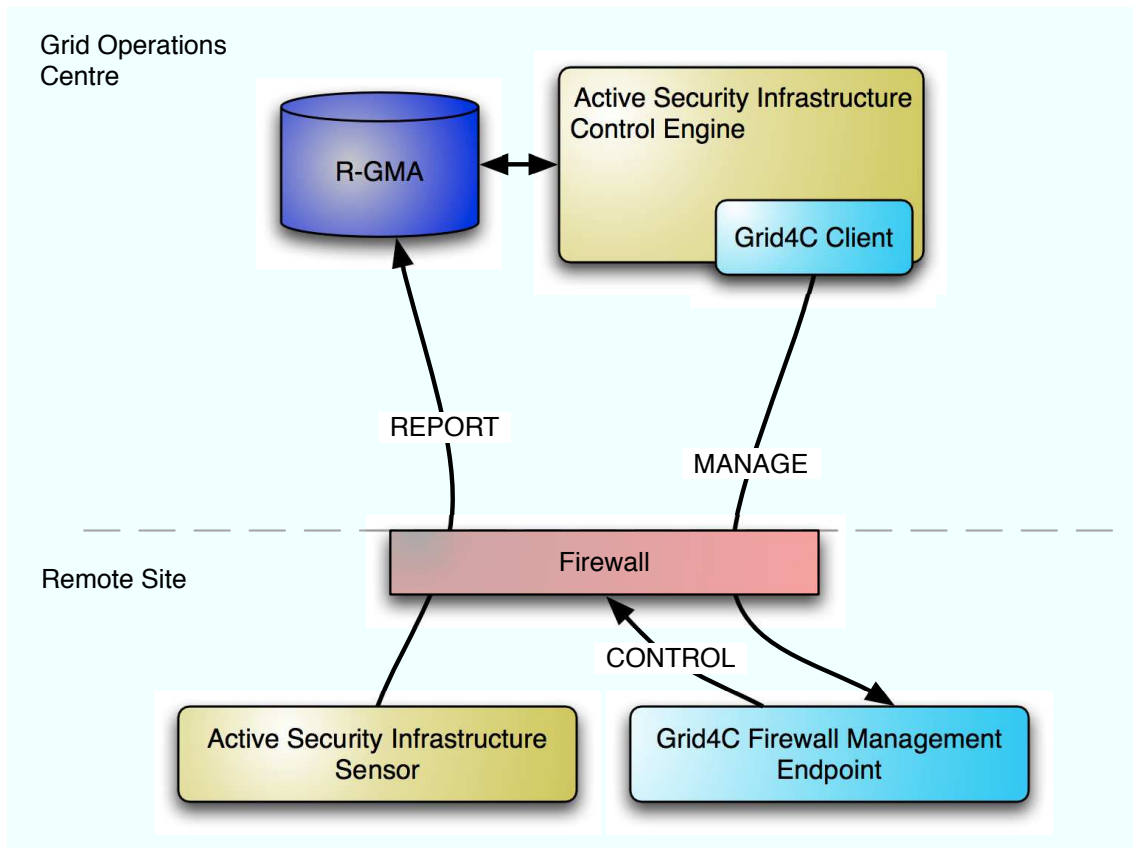 Grid Operations
Centre
Active Security Infrastructure
Control Engine
R-GMA
Grid4C Client
REPORT
MANAGE
Firewall
Remote Site
CONTROL
Active Security Infrastructure
Sensor
Grid4C Firewall Management
Endpoint